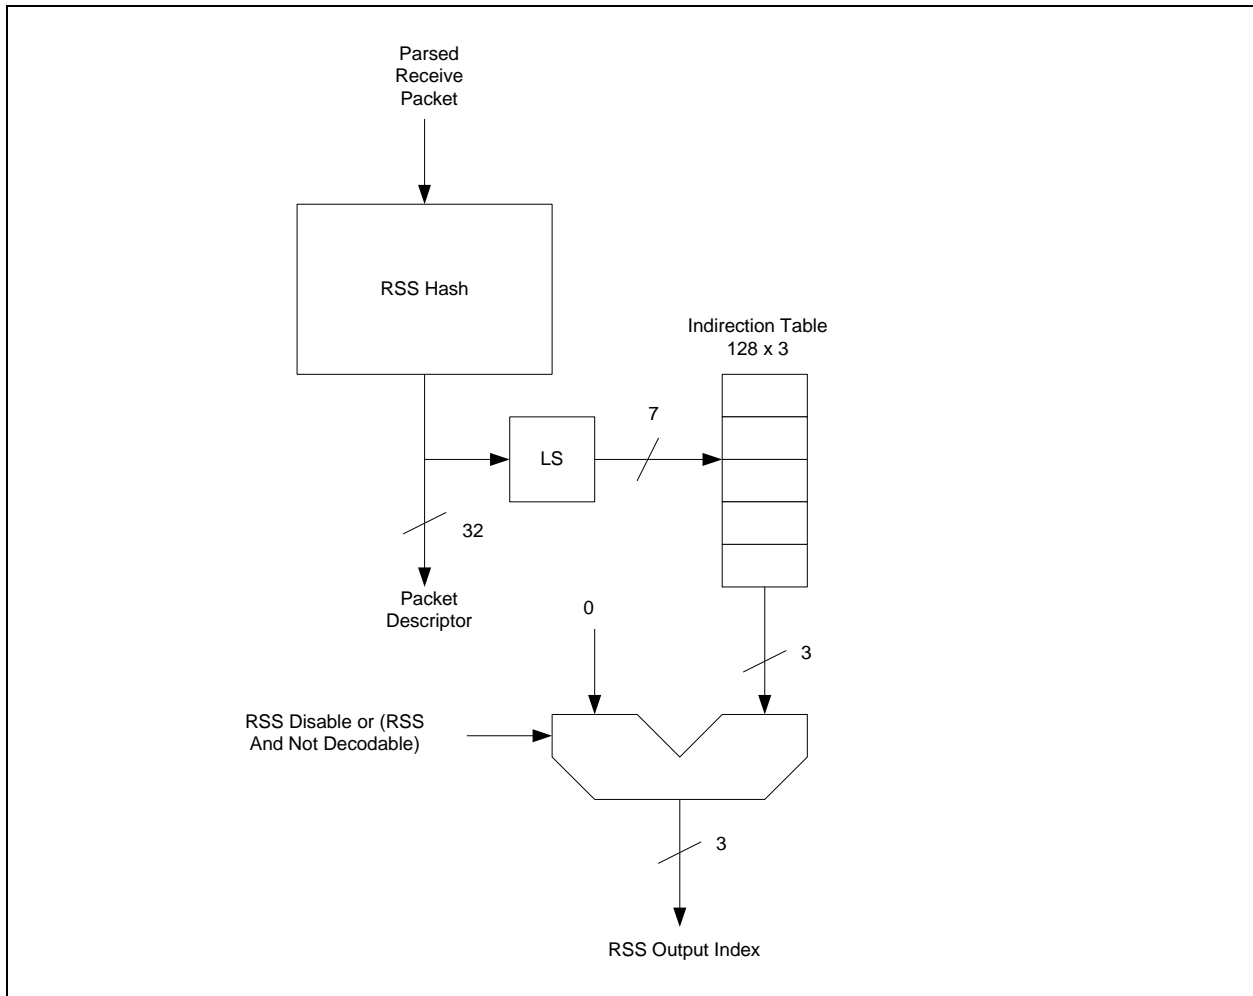 Parsed
Receive
Packet
RSS Hash
Indirection Table
128 x 3
7
LS
32
Packet
Descriptor
0
3
RSS Disable or (RSS
And Not Decodable)
3
RSS Output Index